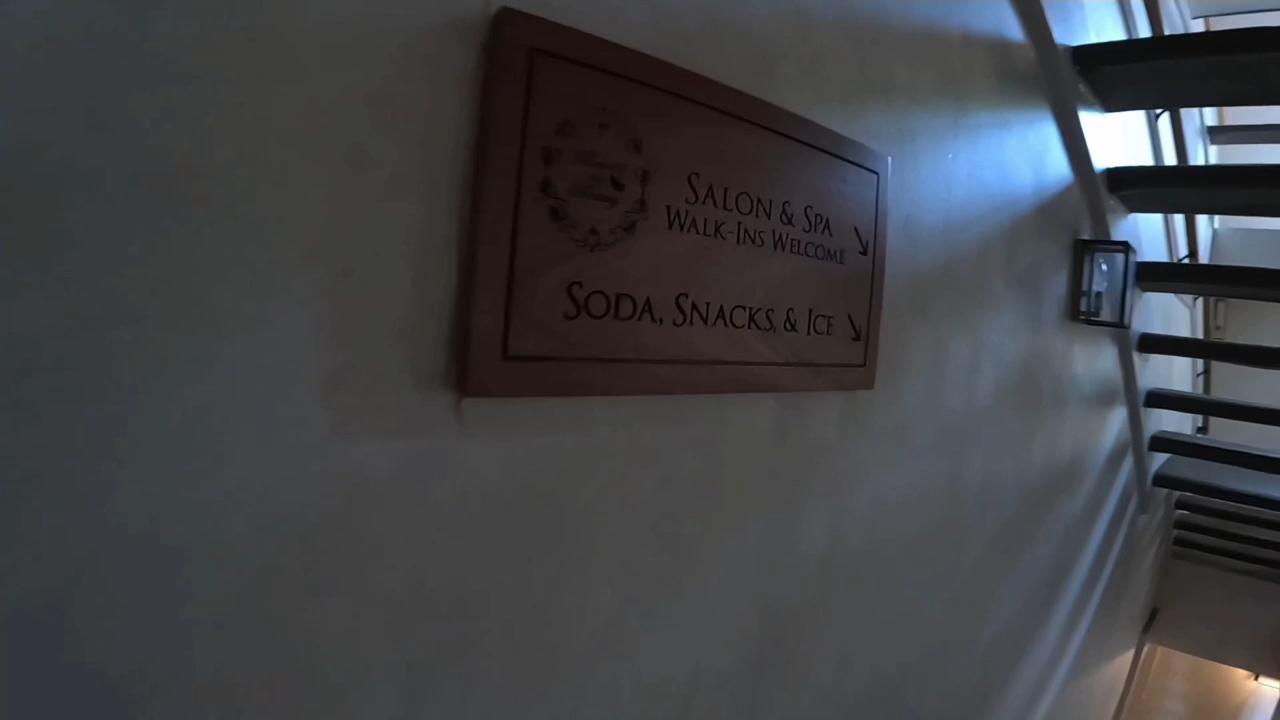 Salon & Spa
Walk-Ins Welcome
Soda, Snacks, & Ice